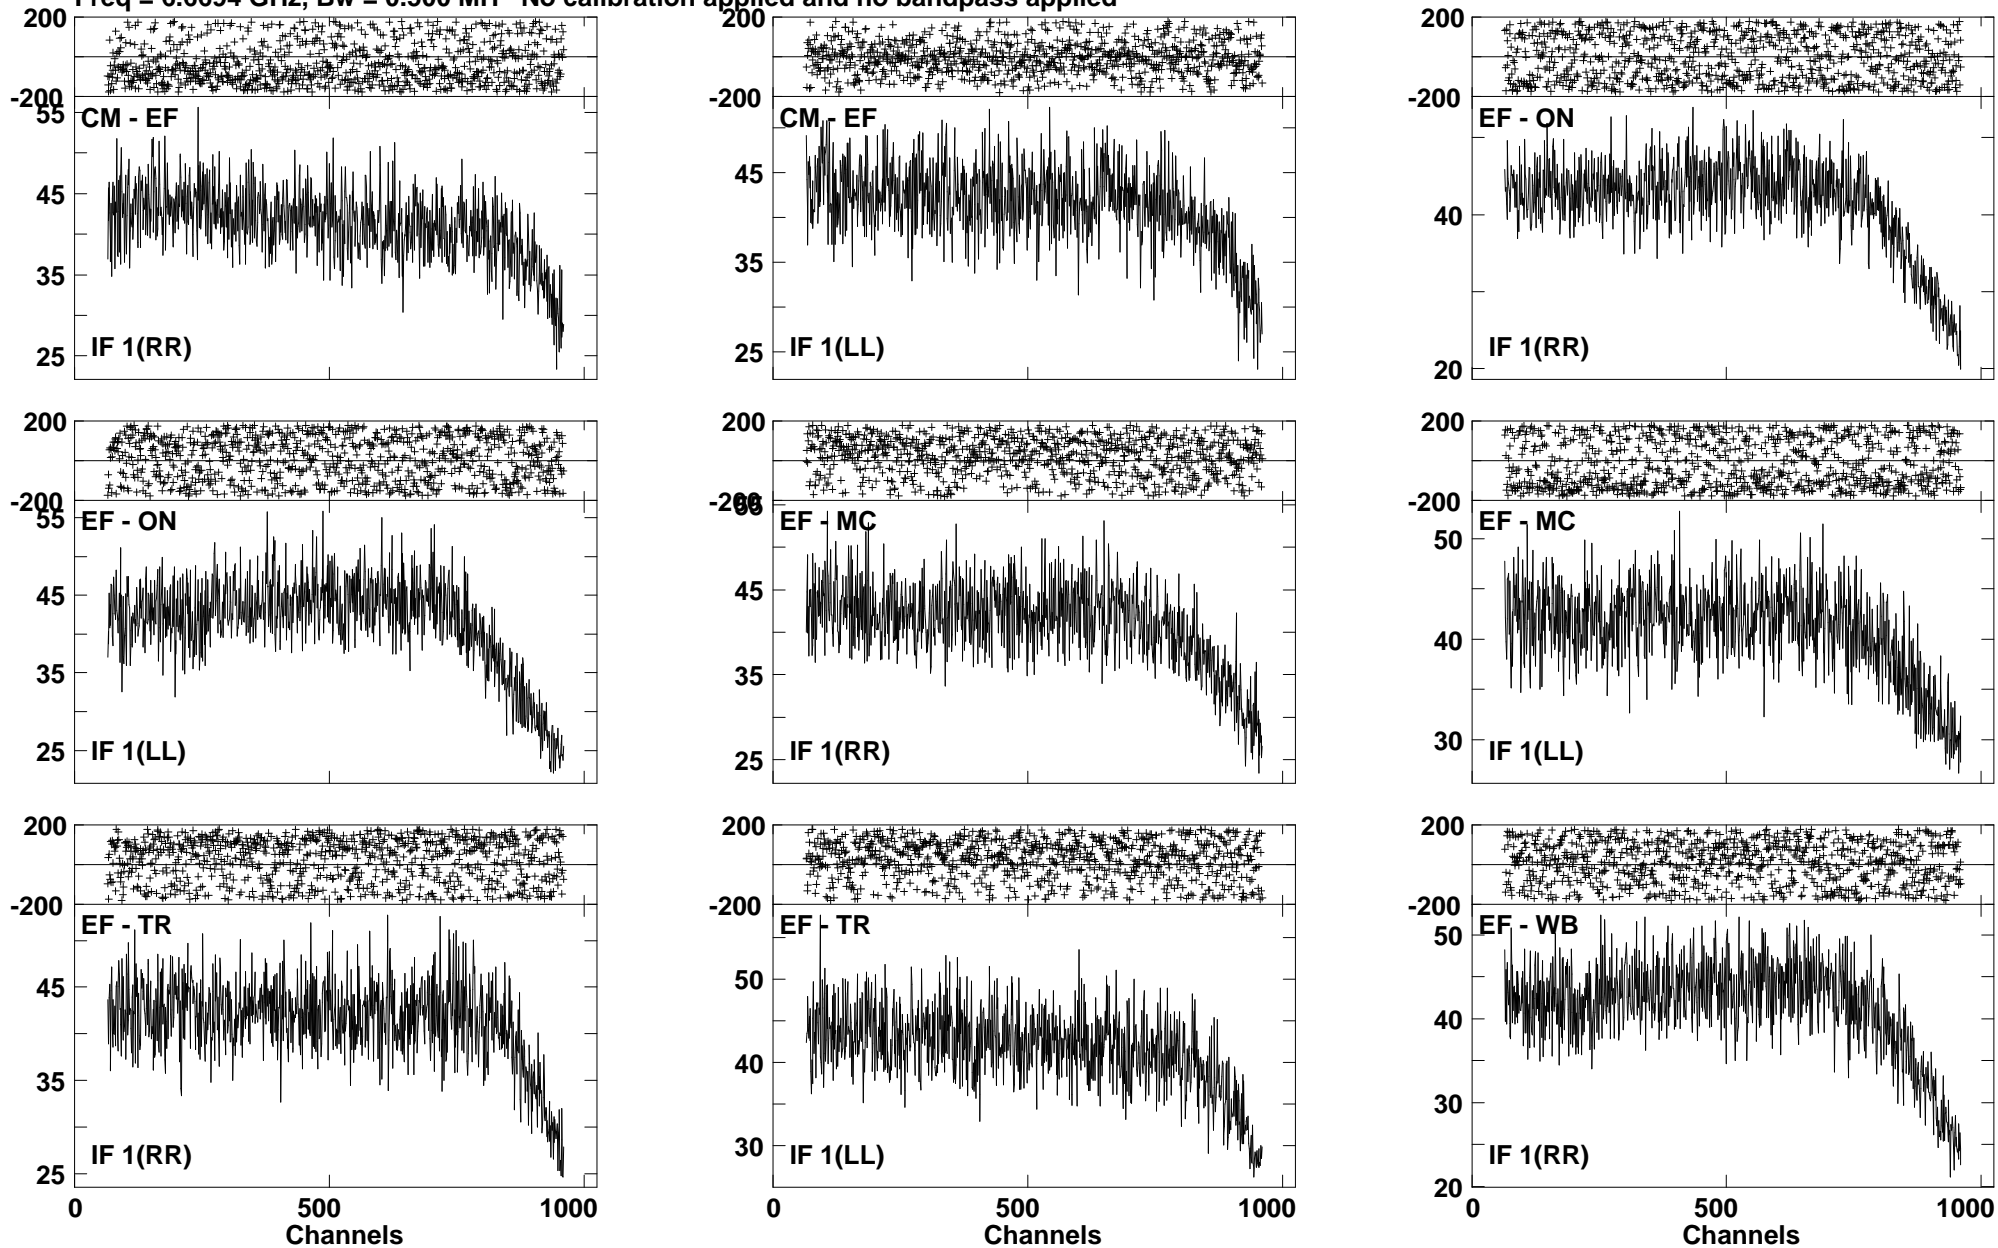 No calibration applied and no bandpass applied
200
-200
CM - EF
55
45
35
25
IF 1(RR)
CM - EF
45
35
25
IF 1(LL)
200
-200
EF - ON
40
20
IF 1(RR)
200
-200
EF - ON
55
45
35
25
IF 1(LL)
200
-200
EF - MC
45
35
25
IF 1(RR)
200
-200
EF - MC
50
40
30
IF 1(LL)
200
-200
EF - TR
45
35
25
IF 1(RR)
0 500 1000
Channels
EF - TR
50
40
30
IF 1(LL)
0 500 1000
Channels
200
-200
EF - WB
50
40
30
20
IF 1(RR)
0 500 1000
Channels